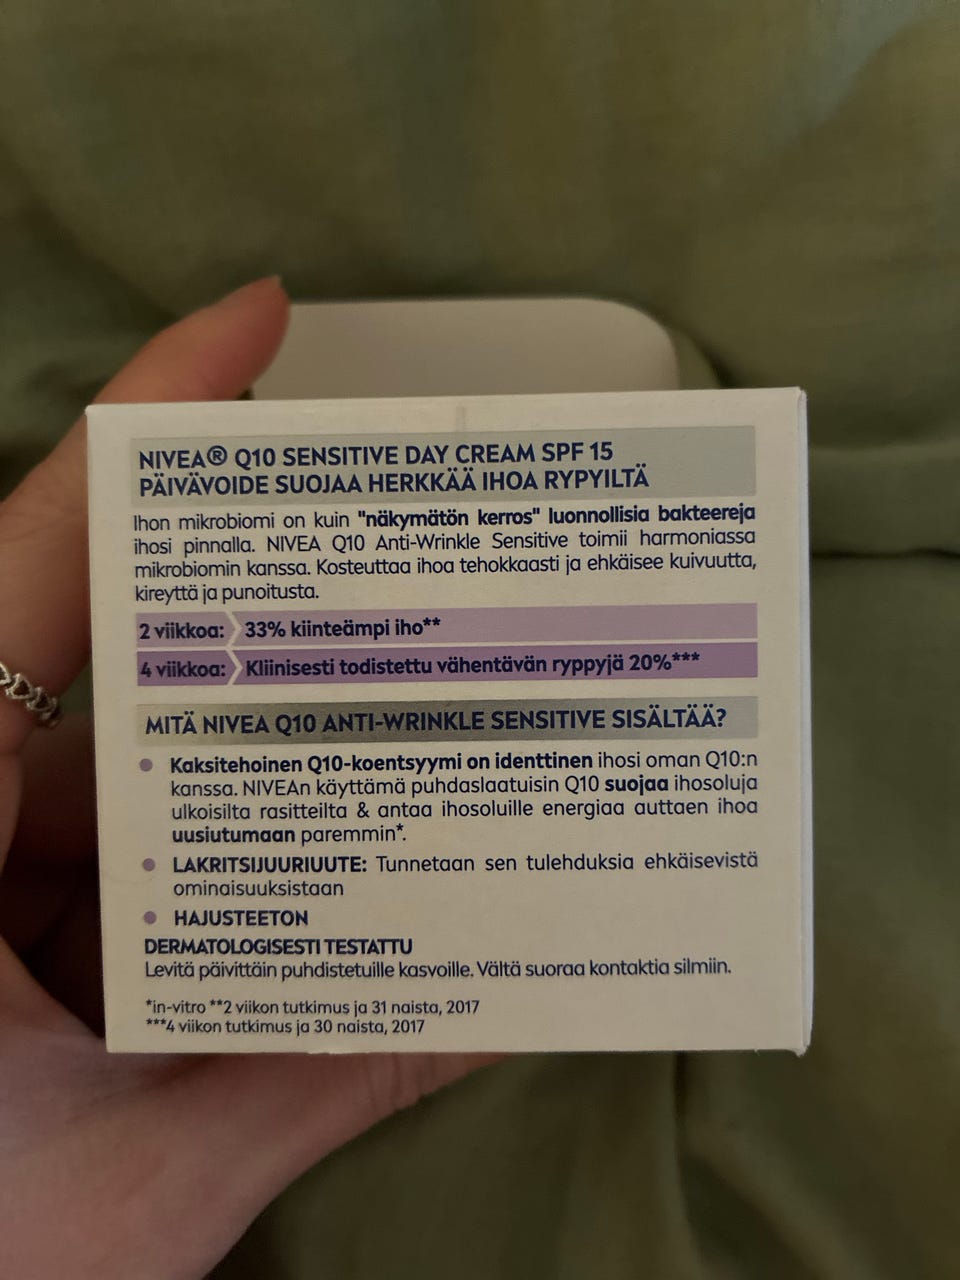 NIVEA® Q10 SENSITIVE DAY CREAM SPF 15
PÄIVÄVOIDE SUOJAA HERKKÄÄ IHOA RYPYILTÄ
Ihon mikrobiomi on kuin "näkymätön kerros" luonnollisia bakteereja
ihosi pinnalla. NIVEA Q10 Anti-Wrinkle Sensitive toimii harmoniassa
mikrobiomin kanssa. Kosteuttaa ihoa tehokkaasti ja ehkäisee kuivuutta,
kireyttä ja punoitusta.
2 viikkoa: 33% kiinteämpi iho**
4 viikkoa: Kliinisesti todistettu vähentävän ryppyjä 20%***
MITÄ NIVEA Q10 ANTI-WRINKLE SENSITIVE SISÄLTÄÄ?
Kaksitehoinen Q10-koentsyymi on identtinen ihosi oman Q10:n
kanssa. NIVEAn käyttämä puhdaslaatuisin Q10 suojaa ihosoluja
ulkoisilta rasitteilta & antaa ihosoluille energiaa auttaen ihoa
uusiutumaan paremmin*.
LAKRITSIJUURIUUTE: Tunnetaan sen tulehduksia ehkäisevistä
ominaisuuksistaan
HAJUSTEETON
DERMATOLOGISESTI TESTATTU
Levitä päivittäin puhdistetuille kasvoille. Vältä suoraa kontaktia silmiin.
*in-vitro **2 viikon tutkimus ja 31 naista, 2017
***4 viikon tutkimus ja 30 naista, 2017